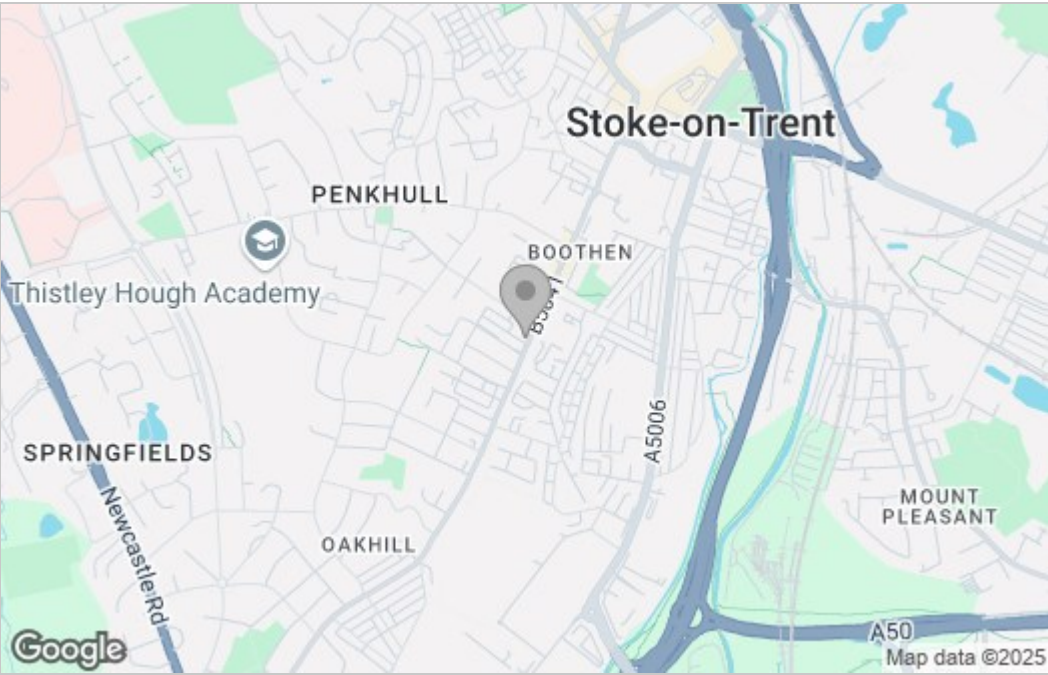 Stoke-on-Trent
PENKHULL
BOOTHEN
Thistley Hough Academy
B5041
A5006
SPRINGFIELDS
Newcastle Rd
MOUNT
PLEASANT
OAKHILL
A50
Google
Map data ©2025